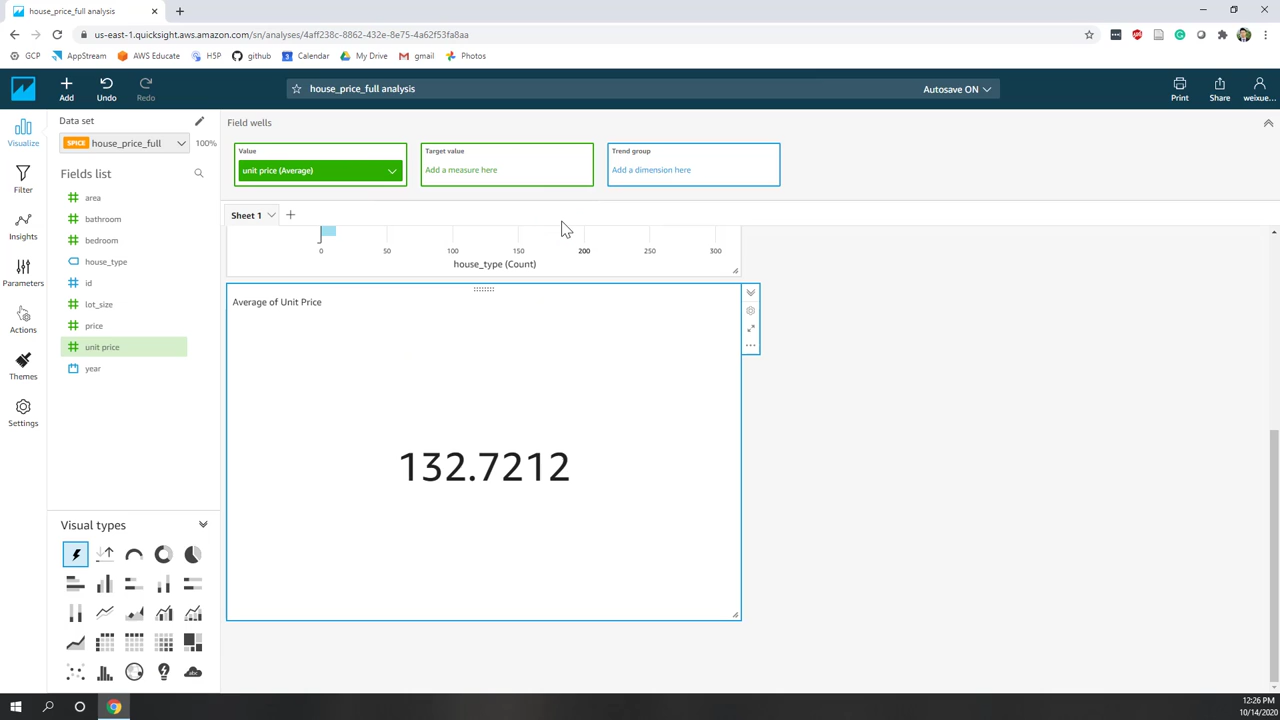 house_price_full analysis
us-east-1.quicksight.aws.amazon.com/sn/analyses/4aff238c-8862-432e-8e75-4a62f53fa8aa
GCP
AppStream
AWS Educate
H5P
github
Calendar
My Drive
gmail
Photos
Add
Undo
Redo
house_price_full analysis
Autosave ON
Print
Share
weixue...
Visualize
Filter
Insights
Parameters
Actions
Themes
Settings
Data set
SPICE house_price_full 100%
Fields list
area
bathroom
bedroom
house_type
id
lot_size
price
unit price
year
Visual types
Field wells
Value
unit price (Average)
Target value
Add a measure here
Trend group
Add a dimension here
Sheet 1
0 50 100 150 200 250 300
house_type (Count)
Average of Unit Price
132.7212
12:26 PM
10/14/2020